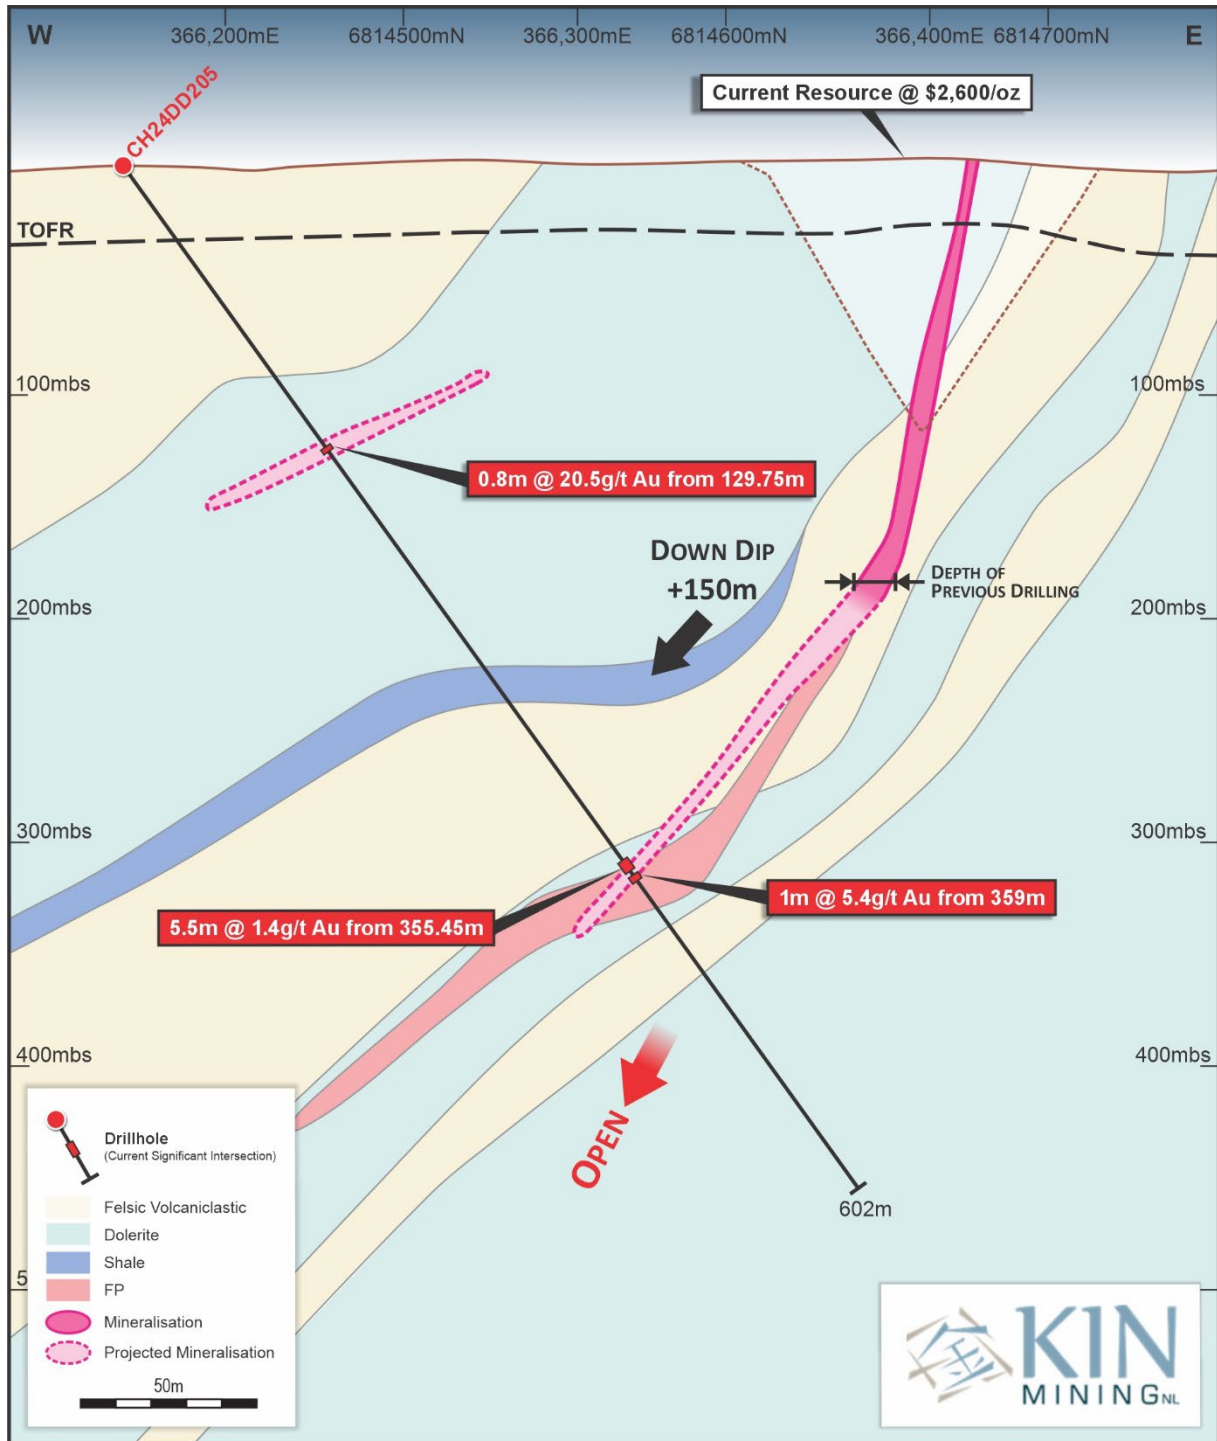 W
366,200mE
6814500mN
366,300mE
6814600mN
366,400mE
6814700mN
E
CH24DD205
Current Resource @ $2,600/oz
TOFR
100mbs
100mbs
0.8m @ 20.5g/t Au from 129.75m
DOWN DIP
+150m
DEPTH OF
PREVIOUS DRILLING
200mbs
200mbs
300mbs
300mbs
1m @ 5.4g/t Au from 359m
5.5m @ 1.4g/t Au from 355.45m
400mbs
400mbs
OPEN
602m
Drillhole
(Current Significant Intersection)
Felsic Volcaniclastic
Dolerite
Shale
FP
Mineralisation
Projected Mineralisation
50m
5
金
KIN
MINING NL